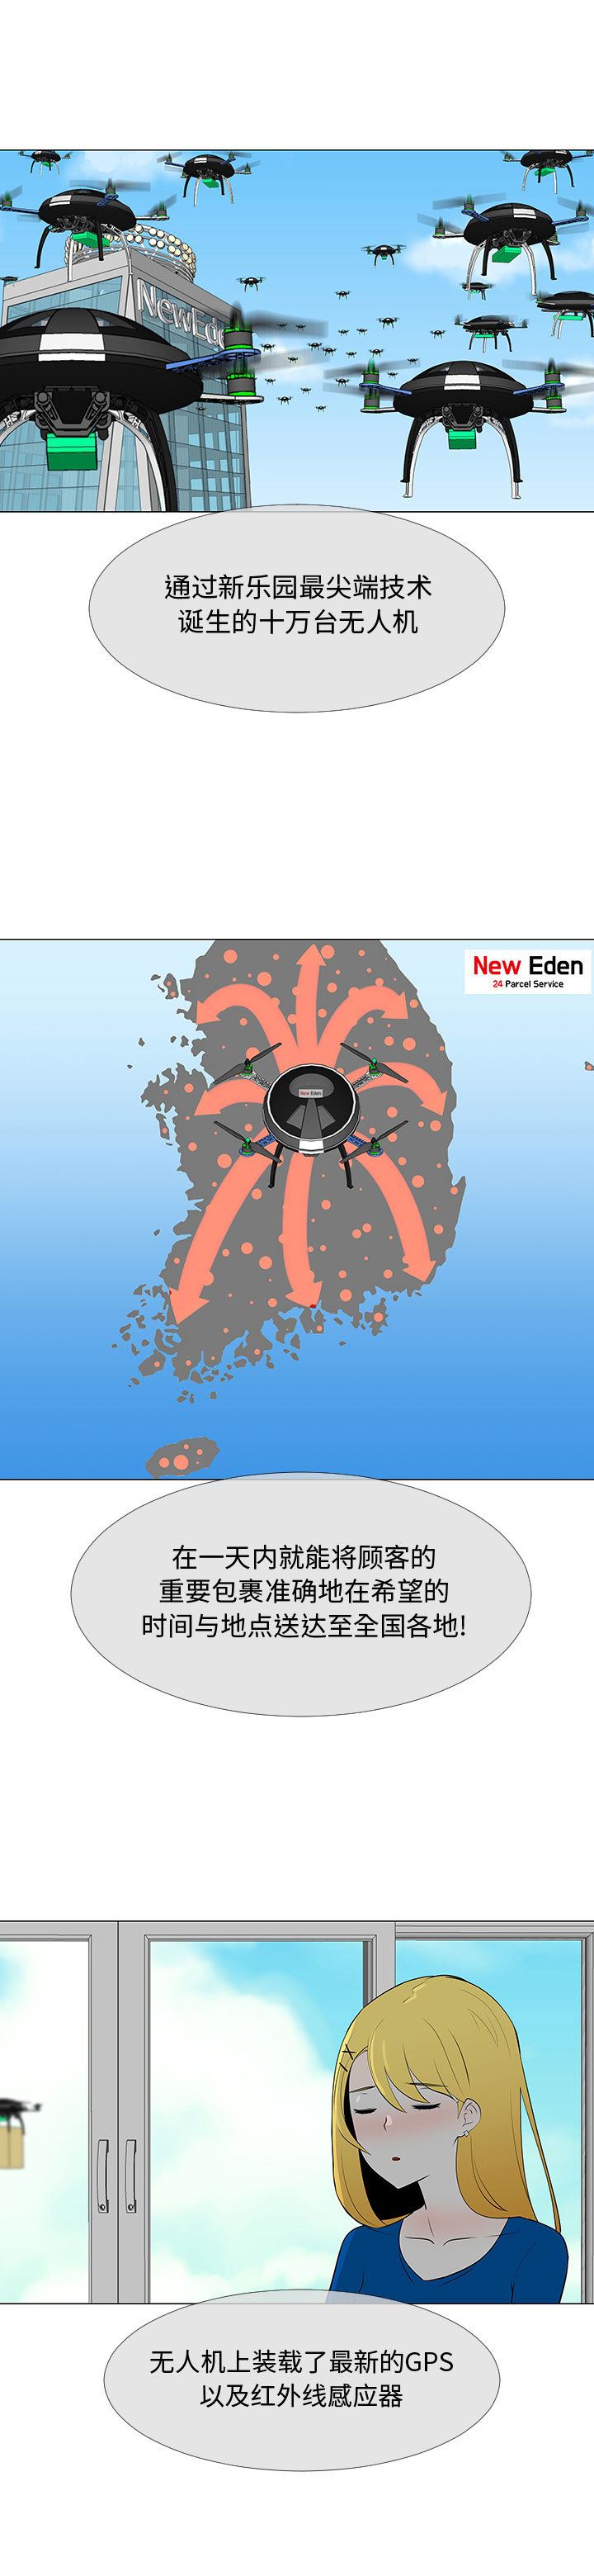 NewEde
通过新乐园最尖端技术
诞生的十万台无人机
New Eden
24 Parcel Service
New Eden
在一天内就能将顾客的
重要包裹准确地在希望的
时间与地点送达至全国各地!
无人机上装载了最新的GPS
以及红外线感应器